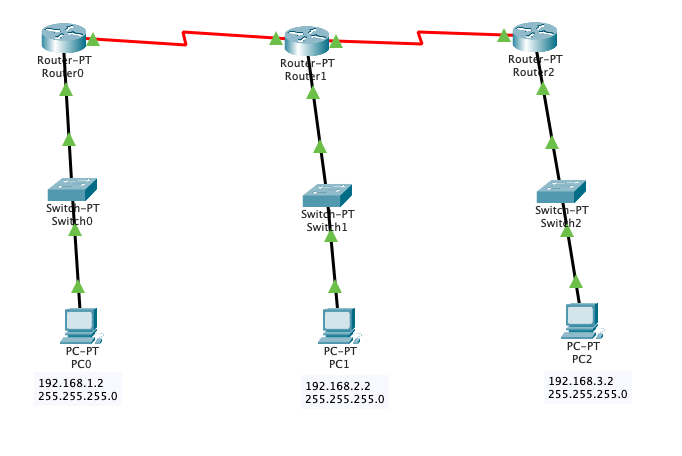 Router-PT
Router0
Router-PT
Router1
Router-PT
Router2
Switch-PT
Switch0
Switch-PT
Switch1
Switch-PT
Switch2
PC-PT
PC0
PC-PT
PC1
PC-PT
PC2
192.168.1.2
255.255.255.0
192.168.2.2
255.255.255.0
192.168.3.2
255.255.255.0